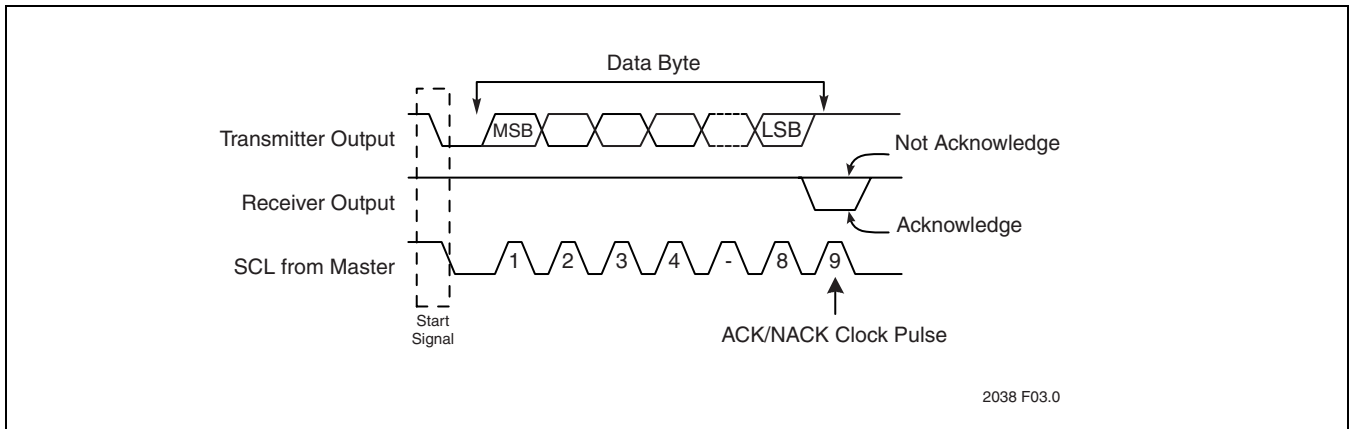 Data Byte
Transmitter Output
MSB
LSB
Not Acknowledge
Receiver Output
Acknowledge
SCL from Master
1 2 3 4 - 8 9
Start
Signal
ACK/NACK Clock Pulse
2038 F03.0